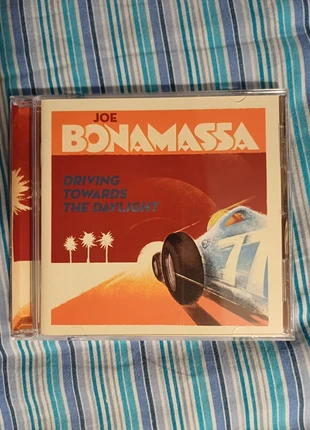 JOE
BONAMASSA
DRIVING
TOWARDS
THE DAYLIGHT
77